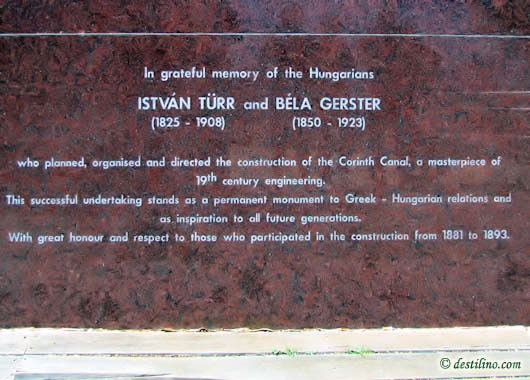 In grateful memory of the Hungarians
ISTVÁN TÜRR and BÉLA GERSTER
(1825 - 1908) (1850 - 1923)
who planned, organised and directed the construction of the Corinth Canal, a masterpiece of
19th century engineering.
This successful undertaking stands as a permanent monument to Greek - Hungarian relations and
as inspiration to all future generations.
With great honour and respect to those who participated in the construction from 1881 to 1893.
© destilino.com